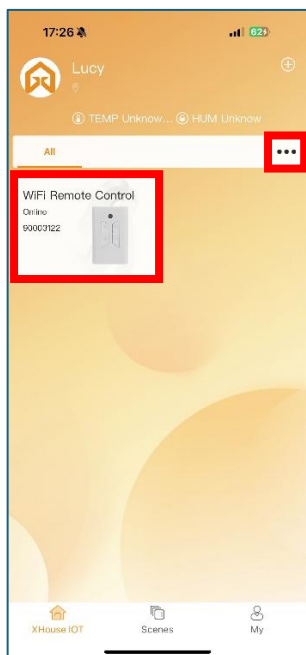 17:26
62
Lucy
TEMP Unknow... HUM Unknow
All
WiFi Remote Control
Online
90003122
XHouse IOT
Scenes
My